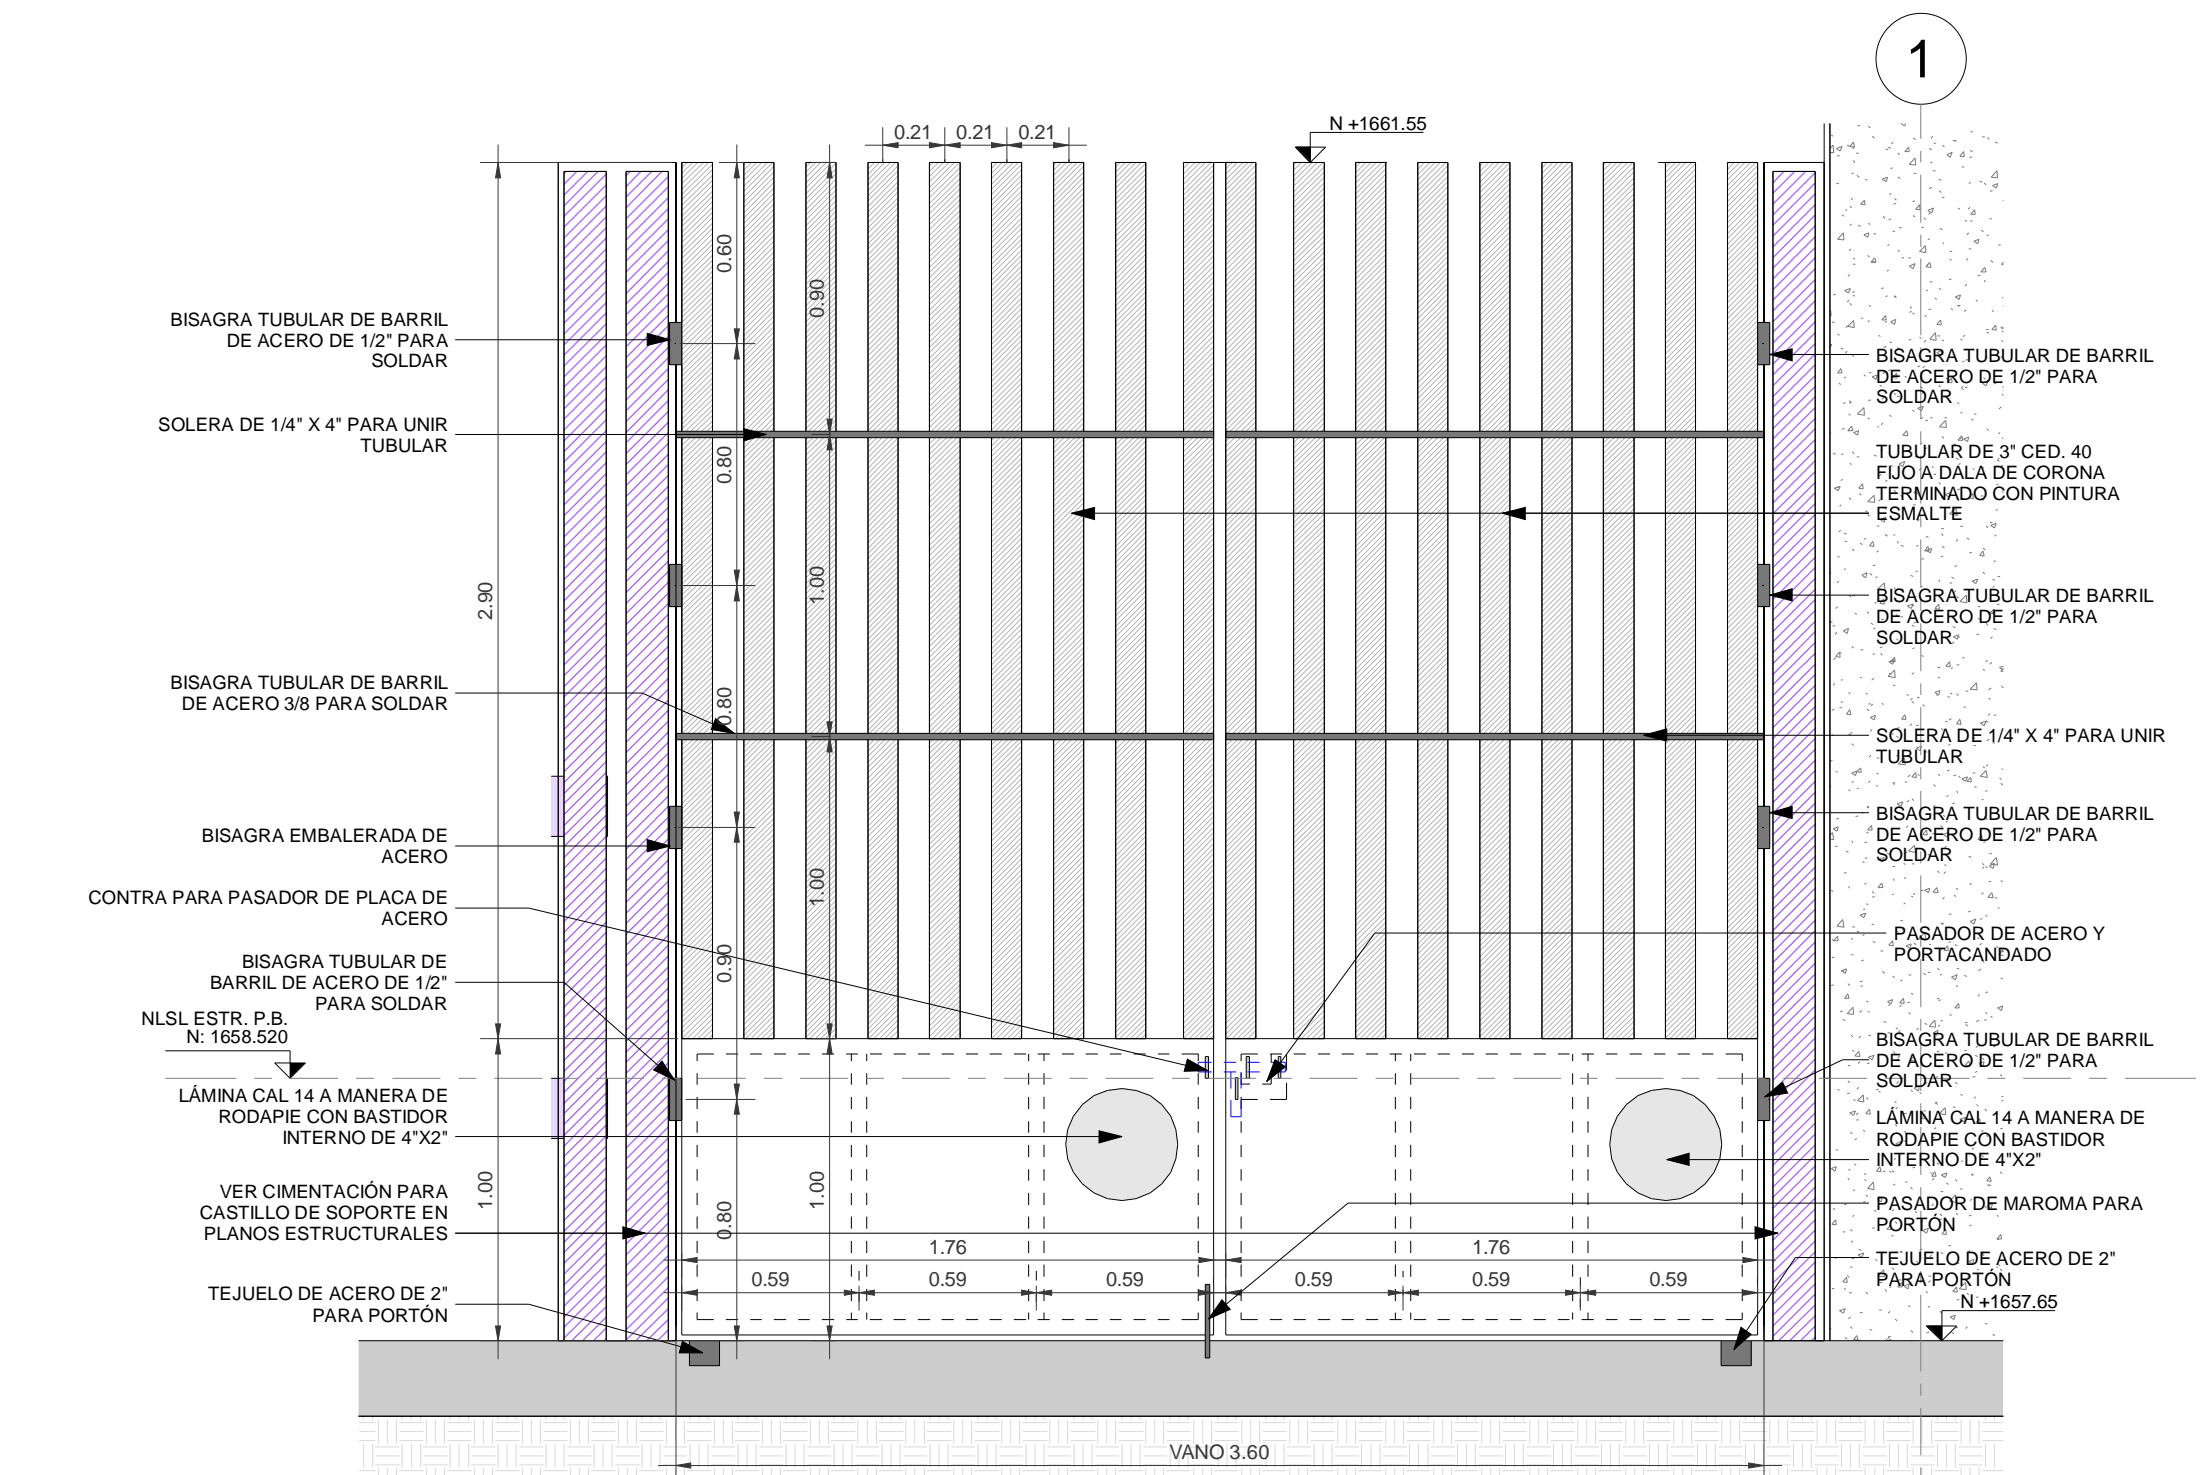 1
N +1661.55
0.21
0.21
0.21
0.60
0.90
BISAGRA TUBULAR DE BARRIL
DE ACERO DE 1/2" PARA
SOLDAR
SOLERA DE 1/4" X 4" PARA UNIR
TUBULAR
2.90
0.80
1.00
BISAGRA TUBULAR DE BARRIL
DE ACERO 3/8 PARA SOLDAR
0.80
BISAGRA EMBALERADA DE
ACERO
1.00
CONTRA PARA PASADOR DE PLACA DE
ACERO
0.90
BISAGRA TUBULAR DE
BARRIL DE ACERO DE 1/2"
PARA SOLDAR
NLSL ESTR. P.B.
N: 1658.520
LÁMINA CAL 14 A MANERA DE
RODAPIE CON BASTIDOR
INTERNO DE 4"X2"
1.00
0.80
1.00
VER CIMENTACIÓN PARA
CASTILLO DE SOPORTE EN
PLANOS ESTRUCTURALES
TEJUELO DE ACERO DE 2"
PARA PORTÓN
1.76
1.76
0.59
0.59
0.59
0.59
0.59
0.59
BISAGRA TUBULAR DE BARRIL
DE ACERO DE 1/2" PARA
SOLDAR
TUBULAR DE 3" CED. 40
FIJO A DALA DE CORONA
TERMINADO CON PINTURA
ESMALTE
BISAGRA TUBULAR DE BARRIL
DE ACERO DE 1/2" PARA
SOLDAR
SOLERA DE 1/4" X 4" PARA UNIR
TUBULAR
BISAGRA TUBULAR DE BARRIL
DE ACERO DE 1/2" PARA
SOLDAR
PASADOR DE ACERO Y
PORTACANDADO
BISAGRA TUBULAR DE BARRIL
DE ACERO DE 1/2" PARA
SOLDAR
LÁMINA CAL 14 A MANERA DE
RODAPIE CON BASTIDOR
INTERNO DE 4"X2"
PASADOR DE MAROMA PARA
PORTÓN
TEJUELO DE ACERO DE 2"
PARA PORTÓN
N +1657.65
VANO 3.60